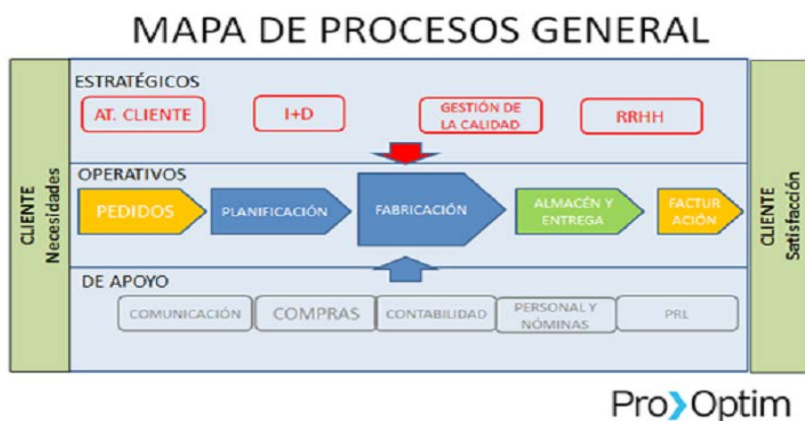 MAPA DE PROCESOS GENERAL
CLIENTE
Necesidades
ESTRATÉGICOS
AT. CLIENTE
I+D
GESTIÓN DE
LA CALIDAD
RRHH
OPERATIVOS
PEDIDOS
PLANIFICACIÓN
FABRICACIÓN
ALMACÉN Y
ENTREGA
FACTUR
ACIÓN
DE APOYO
COMUNICACIÓN
COMPRAS
CONTABILIDAD
PERSONAL Y
NÓMINAS
PRL
CLIENTE
Satisfacción
Pro Optim